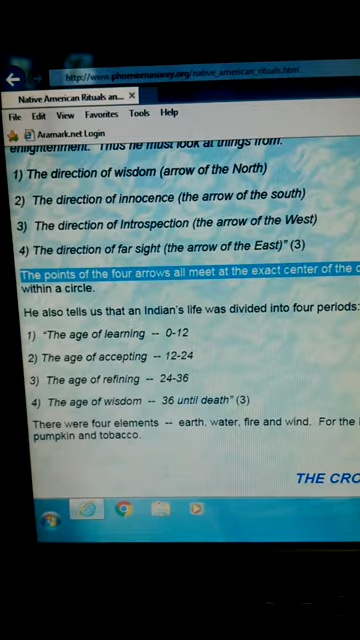 http://www.phoenixmasonry.org/native_american_rituals.htm
Native American Rituals an... ×
File Edit View Favorites Tools Help
Aramark.net Login
enlightenment. Thus he must look at things from:
1) The direction of wisdom (arrow of the North)
2) The direction of innocence (the arrow of the south)
3) The direction of Introspection (the arrow of the West)
4) The direction of far sight (the arrow of the East)" (3)
The points of the four arrows all meet at the exact center of the
within a circle.
He also tells us that an Indian's life was divided into four periods:
1) "The age of learning -- 0-12
2) The age of accepting -- 12-24
3) The age of refining -- 24-36
4) The age of wisdom -- 36 until death" (3)
There were four elements -- earth, water, fire and wind. For the
pumpkin and tobacco.
THE CRO